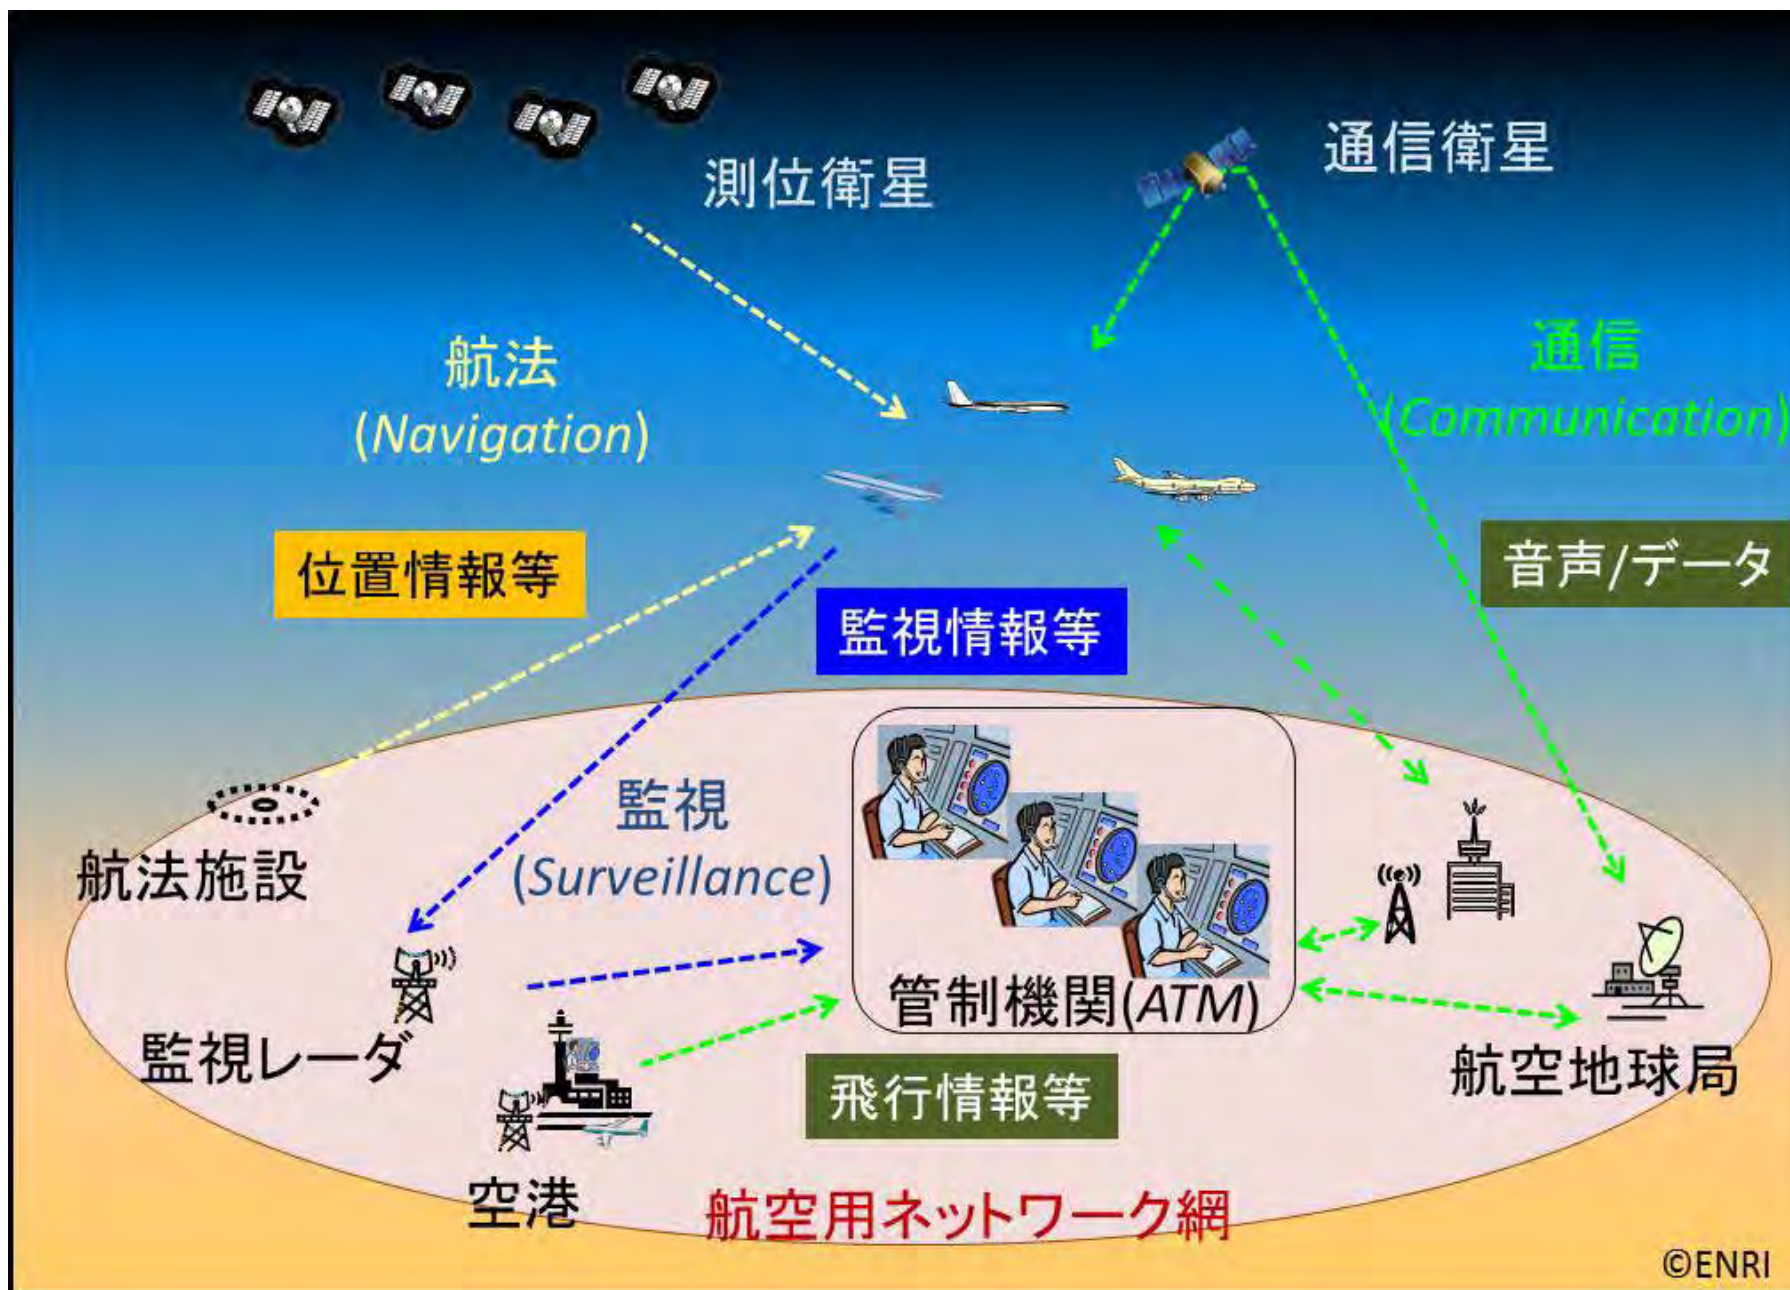 測位衛星
通信衛星
航法
(Navigation)
通信
(Communication)
位置情報等
音声/データ
監視情報等
監視
(Surveillance)
航法施設
管制機関(ATM)
監視レーダ
航空地球局
飛行情報等
空港
航空用ネットワーク網
©ENRI